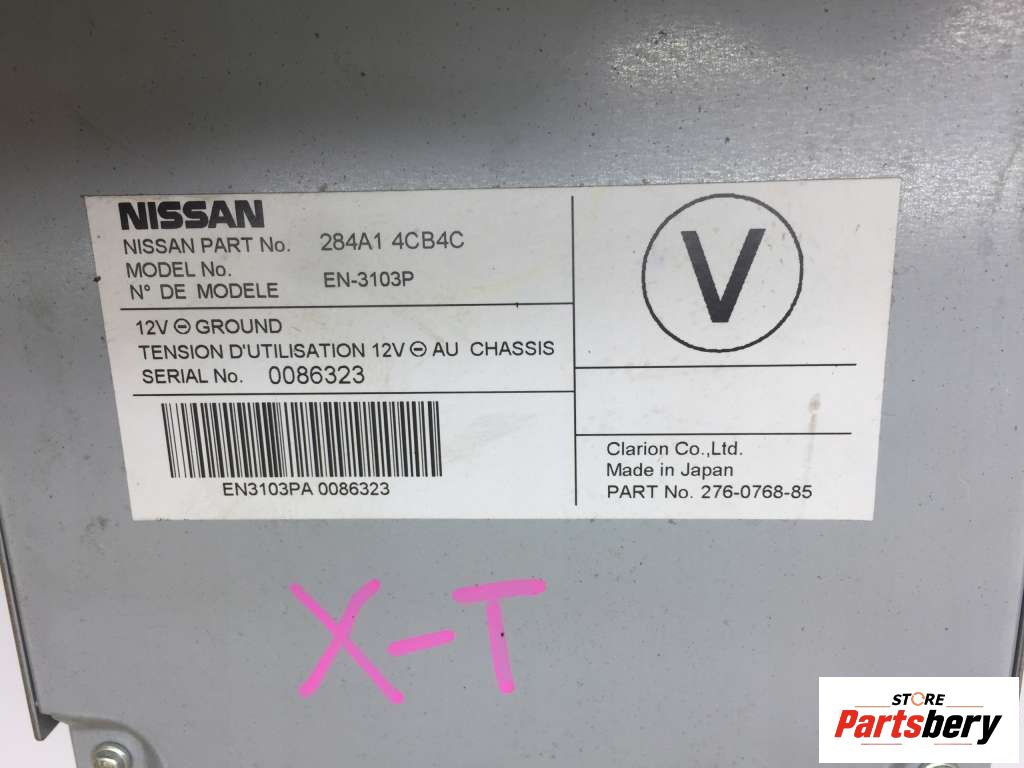 NISSAN
NISSAN PART No. 284A1 4CB4C
MODEL No.
N° DE MODELE EN-3103P
12V ⊖ GROUND
TENSION D'UTILISATION 12V ⊖ AU CHASSIS
SERIAL No. 0086323
EN3103PA 0086323
V
Clarion Co.,Ltd.
Made in Japan
PART No. 276-0768-85
X-T
STORE
Partsbery